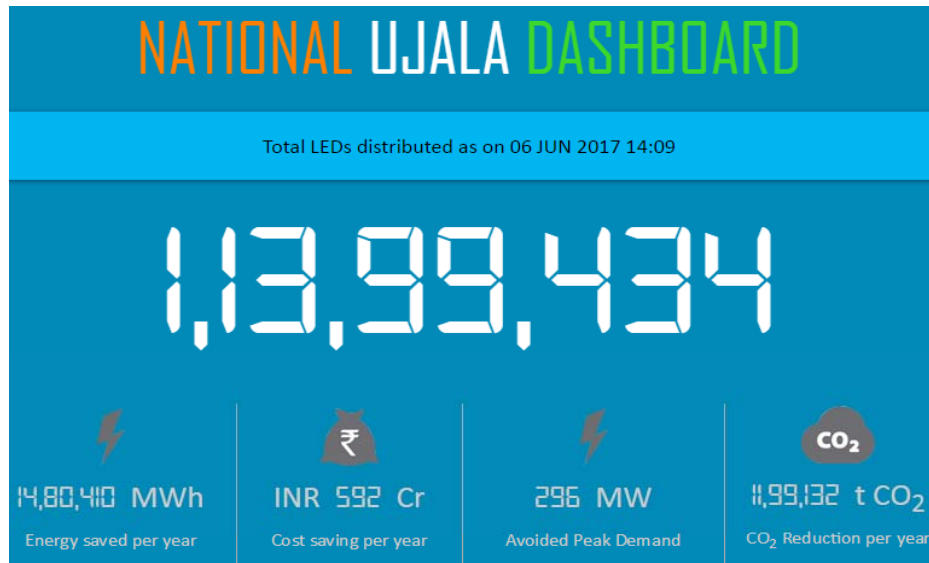 NATIONAL UJALA DASHBOARD
Total LEDs distributed as on 06 JUN 2017 14:09
1,13,99,434
₹
CO₂
14,80,410 MWh
INR 592 Cr
296 MW
11,99,132 t CO₂
Energy saved per year
Cost saving per year
Avoided Peak Demand
CO₂ Reduction per year